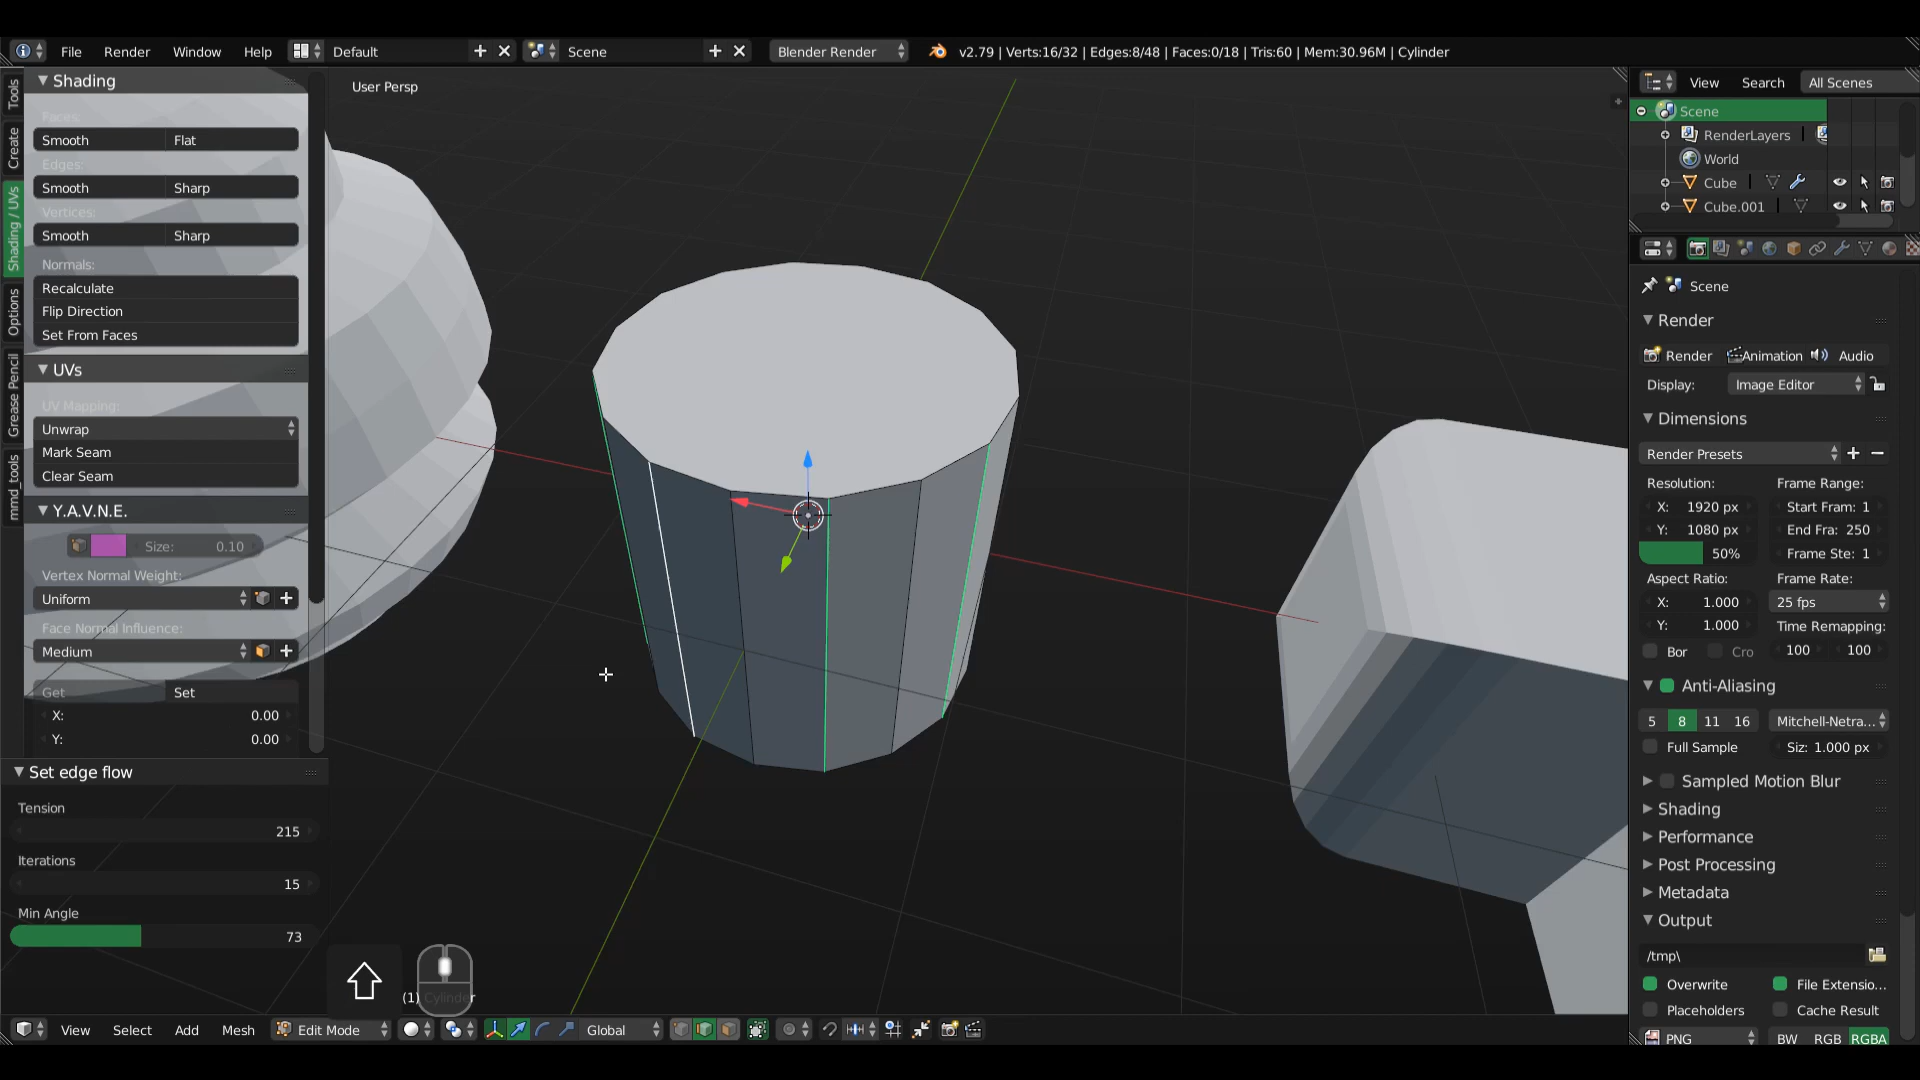 File Render Window Help Default Scene Blender Render v2.79 | Verts:16/32 | Edges:8/48 | Faces:0/18 | Tris:60 | Mem:30.96M | Cylinder
Tools
Create
Shading / UVs
Options
Grease Pencil
mmd_tools
Shading
Faces:
Smooth Flat
Edges:
Smooth Sharp
Vertices:
Smooth Sharp
Normals:
Recalculate
Flip Direction
Set From Faces
UVs
UV Mapping:
Unwrap
Mark Seam
Clear Seam
Y.A.V.N.E.
Size: 0.10
Vertex Normal Weight:
Uniform
Face Normal Influence:
Medium
Get Set
X: 0.00
Y: 0.00
Set edge flow
Tension
215
Iterations
15
Min Angle
73
User Persp
(1) Cylinder
View Select Add Mesh Edit Mode Global
View Search All Scenes
Scene
RenderLayers
World
Cube
Cube.001
Scene
Render
Render Animation Audio
Display: Image Editor
Dimensions
Render Presets
Resolution: Frame Range:
X: 1920 px Start Fram: 1
Y: 1080 px End Fra: 250
50% Frame Ste: 1
Aspect Ratio: Frame Rate:
X: 1.000 25 fps
Y: 1.000 Time Remapping:
Bor Cro 100 100
Anti-Aliasing
5 8 11 16 Mitchell-Netra...
Full Sample Siz: 1.000 px
Sampled Motion Blur
Shading
Performance
Post Processing
Metadata
Output
/tmp\
Overwrite File Extensio...
Placeholders Cache Result
PNG BW RGB RGBA